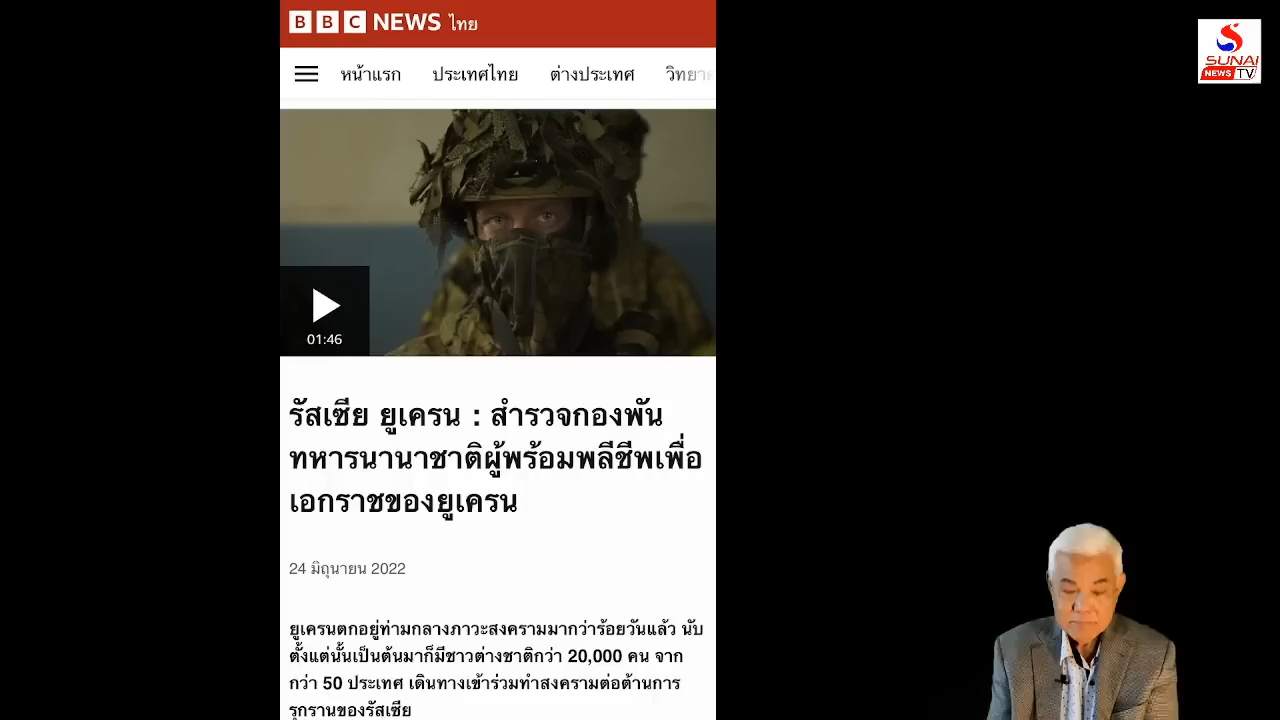 BBC NEWS ไทย
หน้าแรก ประเทศไทย ต่างประเทศ
SUNAI
NEWS TV
01:46
รัสเซีย ยูเครน : สำรวจกองพัน
ทหารนานาชาติผู้พร้อมพลีชีพเพื่อ
เอกราชของยูเครน
24 มิถุนายน 2022
ยูเครนตกอยู่ท่ามกลางภาวะสงครามมากว่าร้อยวันแล้ว นับ
ตั้งแต่นั้นเป็นต้นมาก็มีชาวต่างชาติกว่า 20,000 คน จาก
กว่า 50 ประเทศ เดินทางเข้าร่วมทำสงครามต่อต้านการ
รุกรานของรัสเซีย